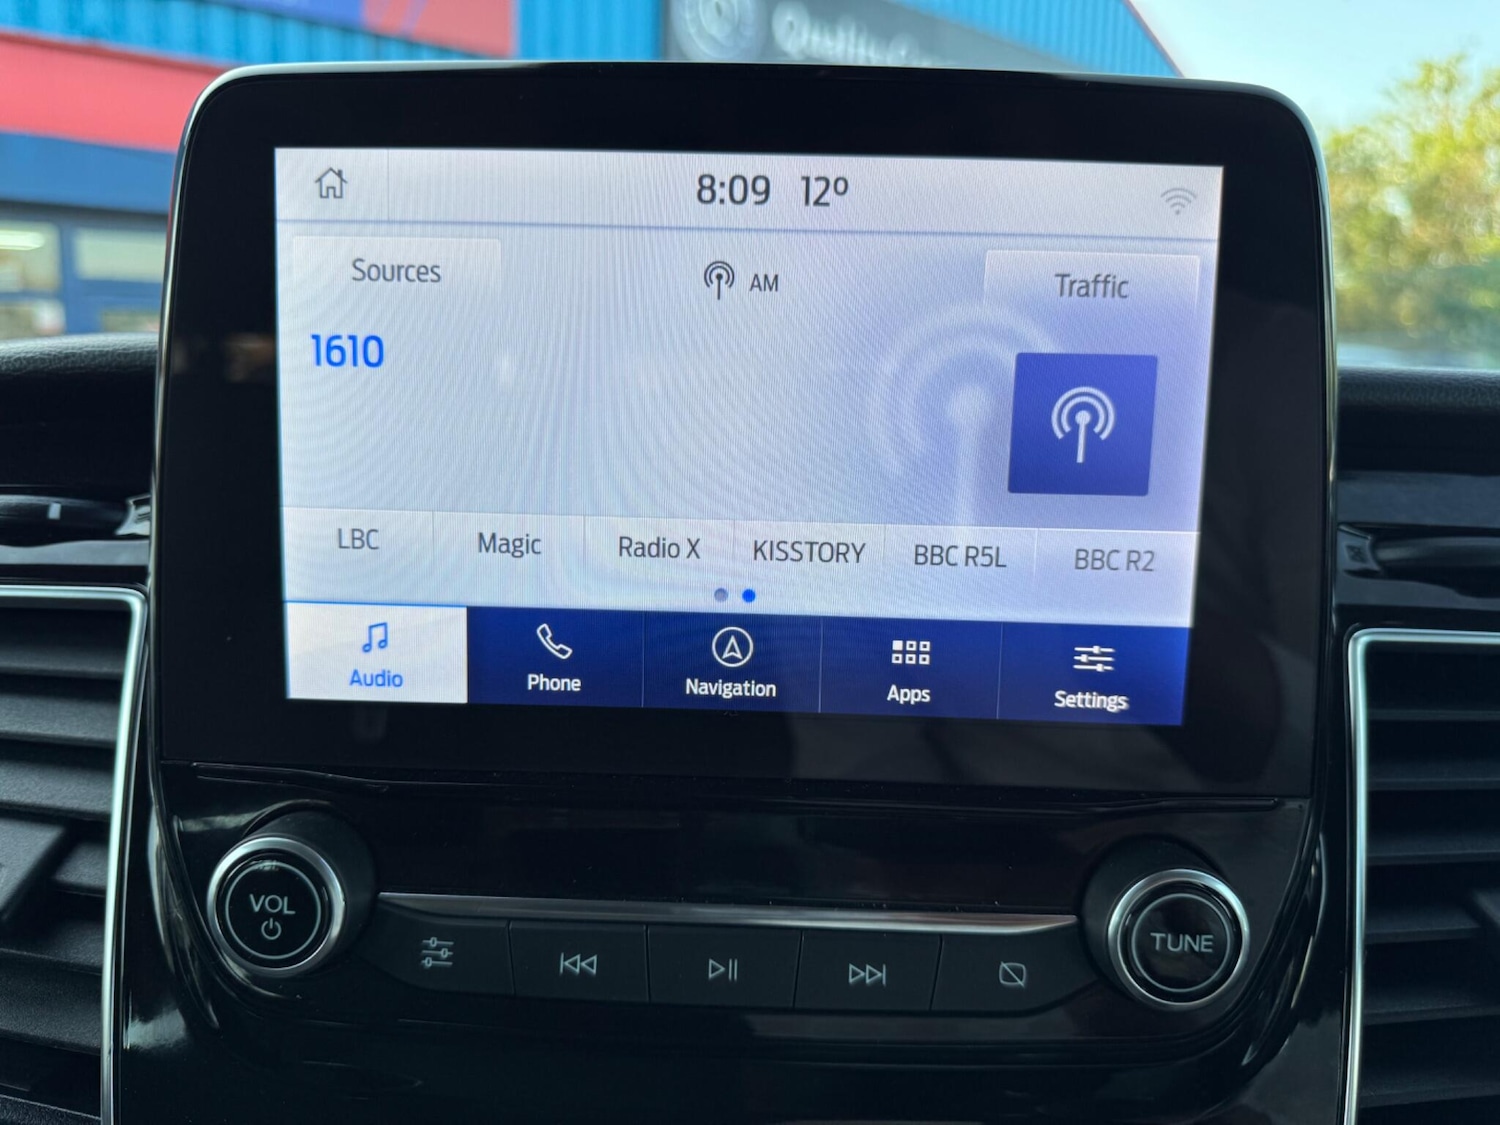 8:09 12º
Sources
AM
Traffic
1610
LBC
Magic
Radio X
KISSTORY
BBC R5L
BBC R2
Audio
Phone
Navigation
Apps
Settings
VOL
TUNE